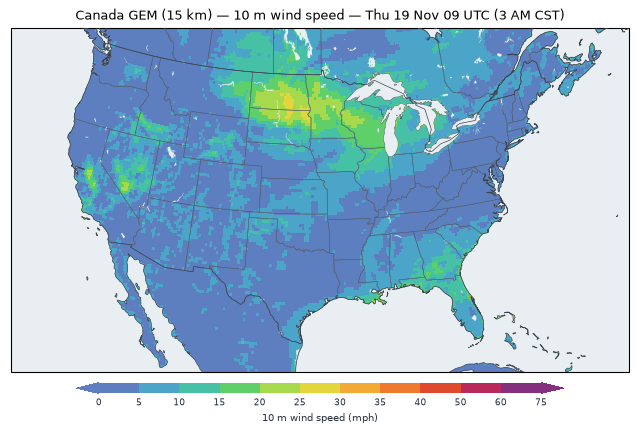 Canada GEM (15 km) — 10 m wind speed — Thu 19 Nov 09 UTC (3 AM CST)
0 5 10 15 20 25 30 35 40 50 60 75
10 m wind speed (mph)